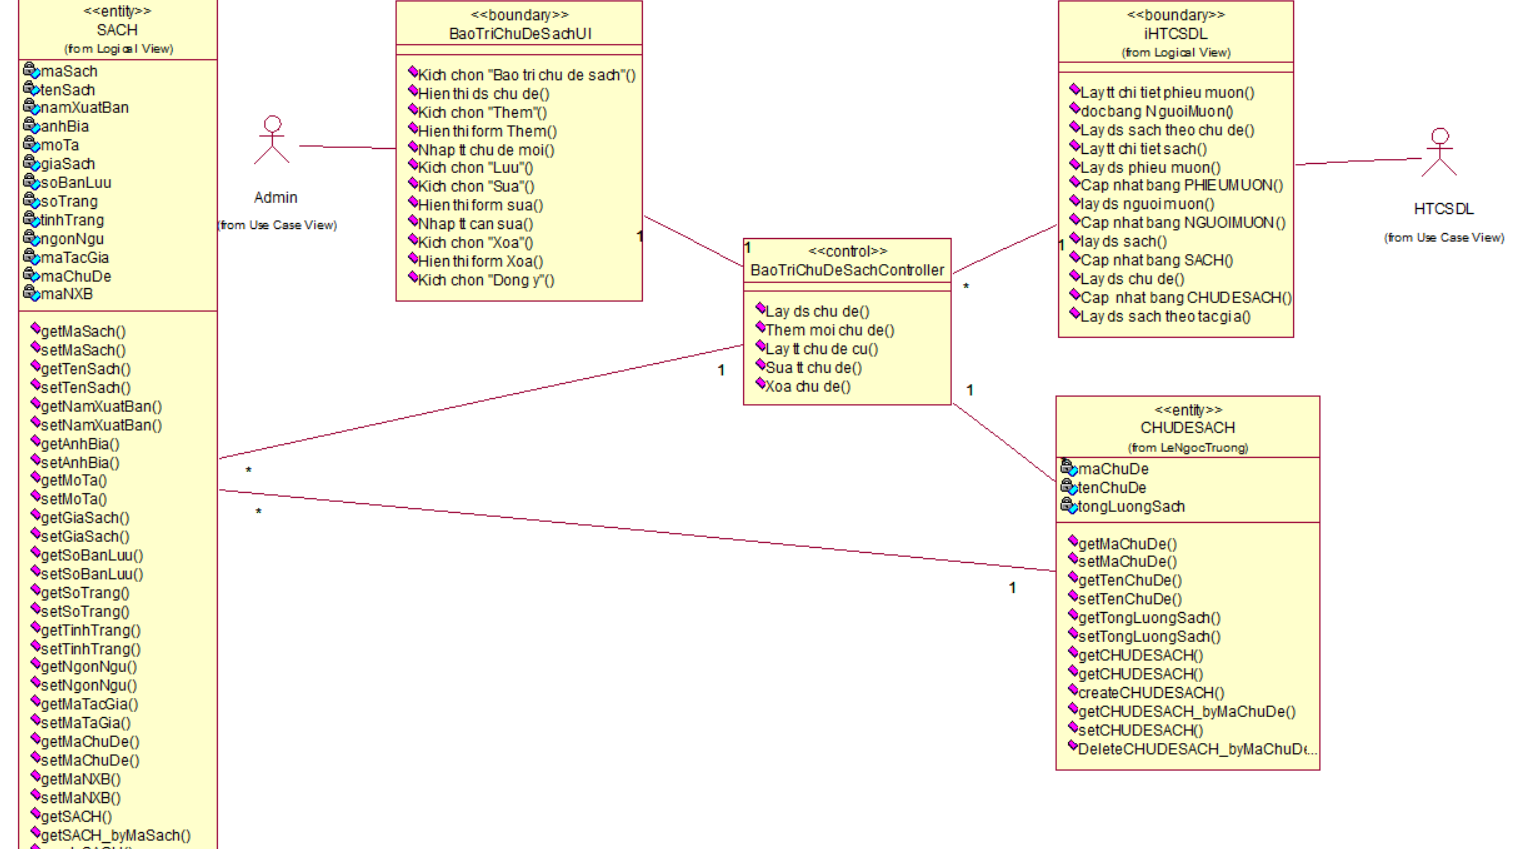 <<entity>>
SACH
(from Logical View)
maSach
tenSach
namXuatBan
anhBia
moTa
giaSach
soBanLuu
soTrang
tinhTrang
ngonNgu
maTacGia
maChuDe
maNXB
getMaSach()
setMaSach()
getTenSach()
setTenSach()
getNamXuatBan()
setNamXuatBan()
getAnhBia()
setAnhBia()
getMoTa()
setMoTa()
getGiaSach()
setGiaSach()
getSoBanLuu()
setSoBanLuu()
getSoTrang()
setSoTrang()
getTinhTrang()
setTinhTrang()
getNgonNgu()
setNgonNgu()
getMaTacGia()
setMaTaGia()
getMaChuDe()
setMaChuDe()
getMaNXB()
setMaNXB()
getSACH()
getSACH_byMaSach()
Admin
(from Use Case View)
<<boundary>>
BaoTriChuDeSachUI
Kich chon "Bao tri chu de sach"()
Hien thi ds chu de()
Kich chon "Them"()
Hien thi form Them()
Nhap tt chu de moi()
Kich chon "Luu"()
Kich chon "Sua"()
Hien thi form sua()
Nhap tt can sua()
Kich chon "Xoa"()
Hien thi form Xoa()
Kich chon "Dong y"()
1
1
<<control>>
BaoTriChuDeSachController
Lay ds chu de()
Them moi chu de()
Lay tt chu de cu()
Sua tt chu de()
Xoa chu de()
*
1
<<boundary>>
iHTCSDL
(from Logical View)
Lay tt chi tiet phieu muon()
doc bang NguoiMuon()
Lay ds sach theo chu de()
Lay tt chi tiet sach()
Lay ds phieu muon()
Cap nhat bang PHIEUMUON()
lay ds nguoi muon()
Cap nhat bang NGUOIMUON()
lay ds sach()
Cap nhat bang SACH()
Lay ds chu de()
Cap nhat bang CHUDESACH()
Lay ds sach theo tac gia()
HTCSDL
(from Use Case View)
1
*
1
*
1
<<entity>>
CHUDESACH
(from LeNgocTruong)
maChuDe
tenChuDe
tongLuongSach
getMaChuDe()
setMaChuDe()
getTenChuDe()
setTenChuDe()
getTongLuongSach()
setTongLuongSach()
getCHUDESACH()
getCHUDESACH()
createCHUDESACH()
getCHUDESACH_byMaChuDe()
setCHUDESACH()
DeleteCHUDESACH_byMaChuDe...